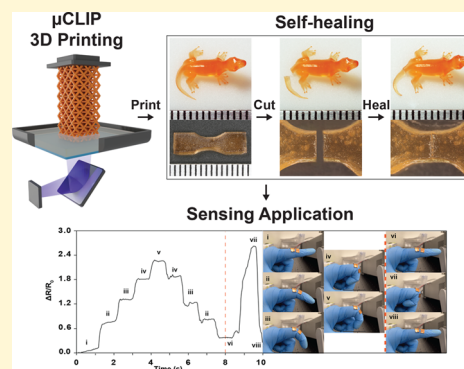 µCLIP
3D Printing
Self-healing
Print
Cut
Heal
Sensing Application
ΔR/R₀
3.0
2.4
1.8
1.2
0.6
0.0
i
ii
iii
iv
v
iv
iii
ii
vi
vii
viii
0
2
4
6
8
10
Time (s)
i
ii
iii
iv
v
vi
vii
viii